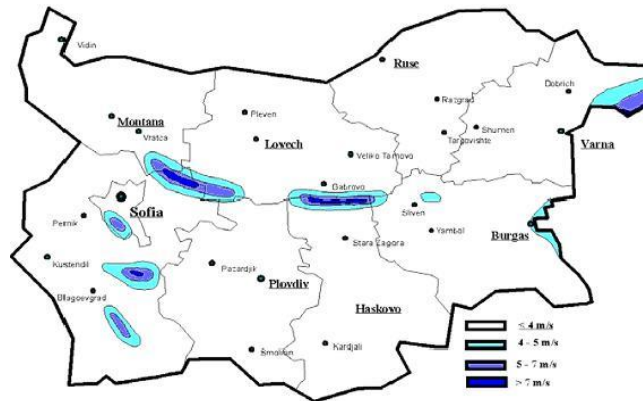 Vidin
Ruse
Dobrich
Montana
Pleven
Razgrad
Vratca
Lovech
Shumen
Varna
Targovishte
Veliko Tarnovo
Gabrovo
Sofia
Sliven
Pernik
Yambol
Burgas
Stara Zagora
Kustendil
Pazardjik
Plovdiv
Blagoevgrad
Haskovo
Smolian
Kardjali
≤ 4 m/s
4 - 5 m/s
5 - 7 m/s
> 7 m/s